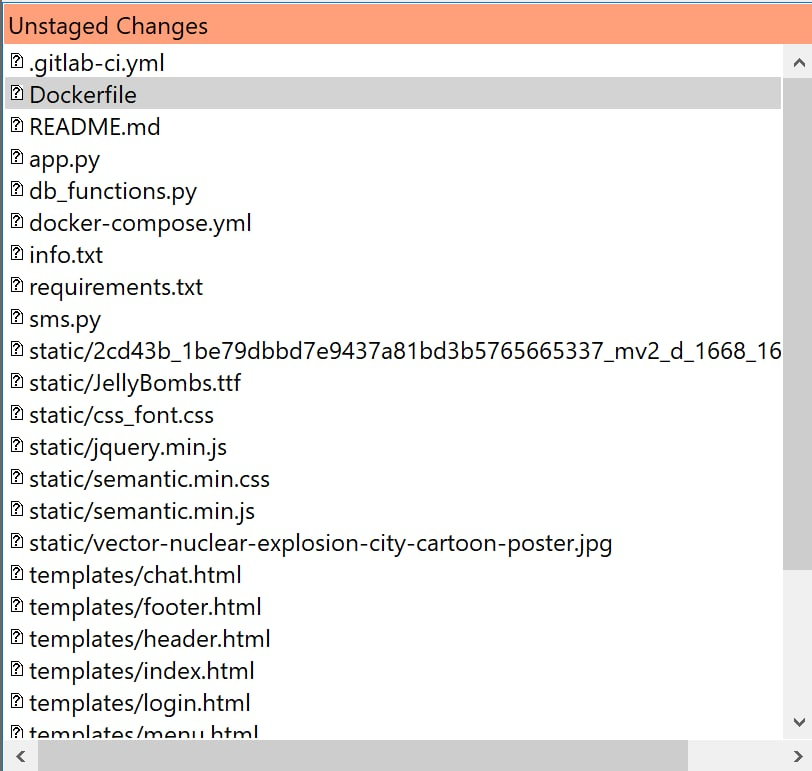 Unstaged Changes
.gitlab-ci.yml
Dockerfile
README.md
app.py
db_functions.py
docker-compose.yml
info.txt
requirements.txt
sms.py
static/2cd43b_1be79dbbd7e9437a81bd3b5765665337_mv2_d_1668_16
static/JellyBombs.ttf
static/css_font.css
static/jquery.min.js
static/semantic.min.css
static/semantic.min.js
static/vector-nuclear-explosion-city-cartoon-poster.jpg
templates/chat.html
templates/footer.html
templates/header.html
templates/index.html
templates/login.html
templates/menu.html